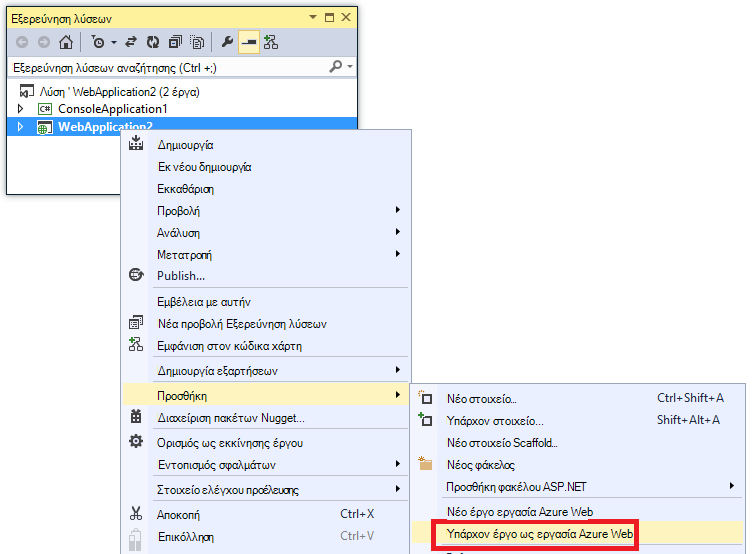 Εξερεύνηση λύσεων
Εξερεύνηση λύσεων αναζήτησης (Ctrl +;)
Λύση ' WebApplication2 (2 έργα)
C# ConsoleApplication1
WebApplication2
Δημιουργία
Εκ νέου δημιουργία
Εκκαθάριση
Προβολή
Ανάλυση
Μετατροπή
Publish...
Εμβέλεια με αυτήν
Νέα προβολή Εξερεύνηση λύσεων
Εμφάνιση στον κώδικα χάρτη
Δημιουργία εξαρτήσεων
Προσθήκη
Διαχείριση πακέτων Nugget...
Ορισμός ως εκκίνησης έργου
Εντοπισμός σφαλμάτων
Στοιχείο ελέγχου προέλευσης
Αποκοπή Ctrl+X
Επικόλληση Ctrl+V
Νέο στοιχείο... Ctrl+Shift+A
Υπάρχον στοιχείο... Shift+Alt+A
Νέο στοιχείο Scaffold...
Νέος φάκελος
Προσθήκη φακέλου ASP.NET
Νέο έργο εργασία Azure Web
Υπάρχον έργο ως εργασία Azure Web